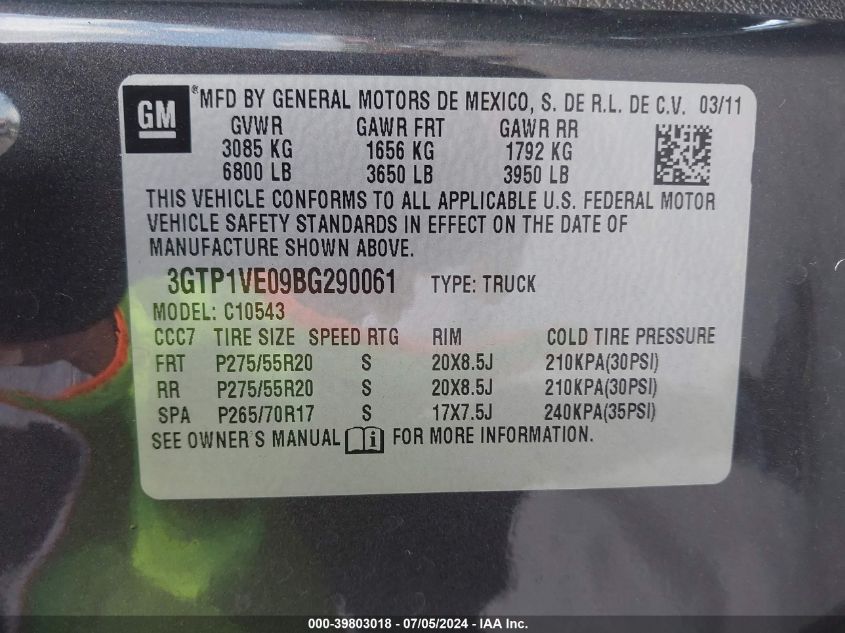 GM
®MFD BY GENERAL MOTORS DE MEXICO, S. DE R.L. DE C.V. 03/11
GVWR GAWR FRT GAWR RR
3085 KG 1656 KG 1792 KG
6800 LB 3650 LB 3950 LB
THIS VEHICLE CONFORMS TO ALL APPLICABLE U.S. FEDERAL MOTOR
VEHICLE SAFETY STANDARDS IN EFFECT ON THE DATE OF
MANUFACTURE SHOWN ABOVE.
3GTP1VE09BG290061 TYPE: TRUCK
MODEL: C10543
CCC7 TIRE SIZE SPEED RTG RIM COLD TIRE PRESSURE
FRT P275/55R20 S 20X8.5J 210KPA(30PSI)
RR P275/55R20 S 20X8.5J 210KPA(30PSI)
SPA P265/70R17 S 17X7.5J 240KPA(35PSI)
SEE OWNER'S MANUAL i FOR MORE INFORMATION.
000-39803018 - 07/05/2024 - IAA Inc.